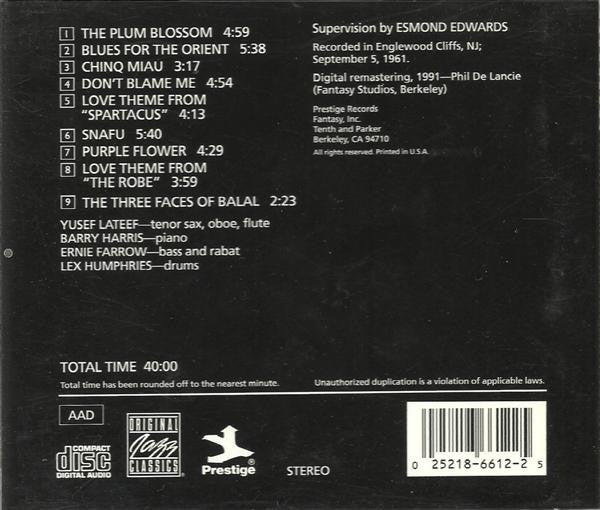 1 THE PLUM BLOSSOM 4:59
2 BLUES FOR THE ORIENT 5:38
3 CHINQ MIAU 3:17
4 DON'T BLAME ME 4:54
5 LOVE THEME FROM
"SPARTACUS" 4:13
6 SNAFU 5:40
7 PURPLE FLOWER 4:29
8 LOVE THEME FROM
"THE ROBE" 3:59
9 THE THREE FACES OF BALAL 2:23
YUSEF LATEEF—tenor sax, oboe, flute
BARRY HARRIS—piano
ERNIE FARROW—bass and rabat
LEX HUMPHRIES—drums
Supervision by ESMOND EDWARDS
Recorded in Englewood Cliffs, NJ;
September 5, 1961.
Digital remastering, 1991—Phil De Lancie
(Fantasy Studios, Berkeley)
Prestige Records
Fantasy, Inc.
Tenth and Parker
Berkeley, CA 94710
All rights reserved. Printed in U.S.A.
TOTAL TIME 40:00
Total time has been rounded off to the nearest minute.
Unauthorized duplication is a violation of applicable laws.
AAD
COMPACT
disc
DIGITAL AUDIO
ORIGINAL
Jazz
CLASSICS
Prestige
STEREO
0 25218-6612-2 5